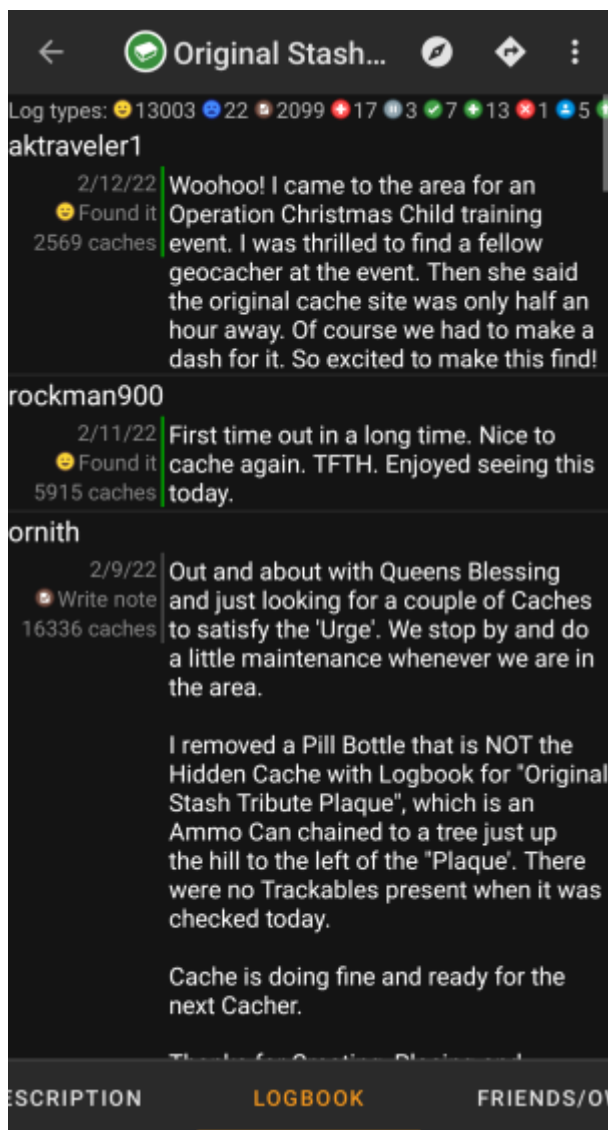 Original Stash...
Log types: 13003 22 2099 17 3 7 13 1 5
aktraveler1
2/12/22
Found it
2569 caches
Woohoo! I came to the area for an
Operation Christmas Child training
event. I was thrilled to find a fellow
geocacher at the event. Then she said
the original cache site was only half an
hour away. Of course we had to make a
dash for it. So excited to make this find!
rockman900
2/11/22
Found it
5915 caches
First time out in a long time. Nice to
cache again. TFTH. Enjoyed seeing this
today.
ornith
2/9/22
Write note
16336 caches
Out and about with Queens Blessing
and just looking for a couple of Caches
to satisfy the 'Urge'. We stop by and do
a little maintenance whenever we are in
the area.
I removed a Pill Bottle that is NOT the
Hidden Cache with Logbook for "Original
Stash Tribute Plaque", which is an
Ammo Can chained to a tree just up
the hill to the left of the "Plaque'. There
were no Trackables present when it was
checked today.
Cache is doing fine and ready for the
next Cacher.
ESCRIPTION
LOGBOOK
FRIENDS/O